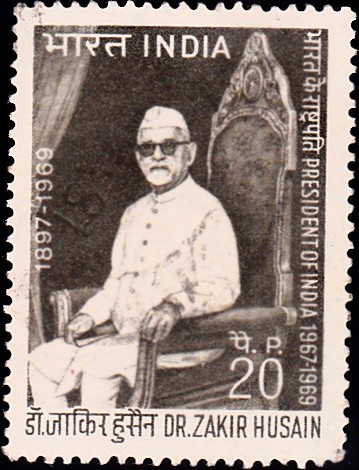 भारत INDIA
1897-1969
भारत के राष्ट्रपति PRESIDENT OF INDIA 1967-1969
पै. P.
20
डॉ. जाकिर हुसैन DR. ZAKIR HUSAIN